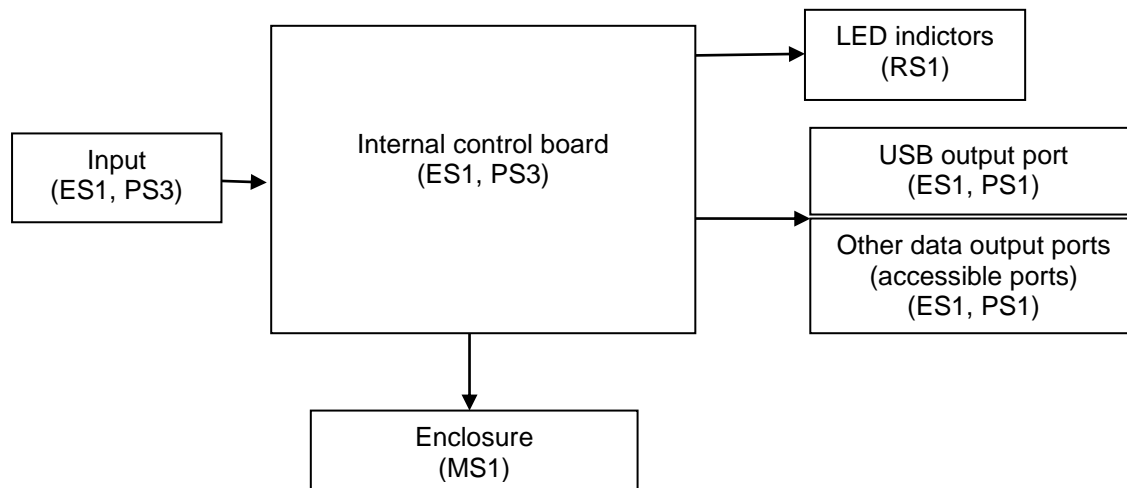 Input
(ES1, PS3)
Internal control board
(ES1, PS3)
LED indictors
(RS1)
USB output port
(ES1, PS1)
Other data output ports
(accessible ports)
(ES1, PS1)
Enclosure
(MS1)